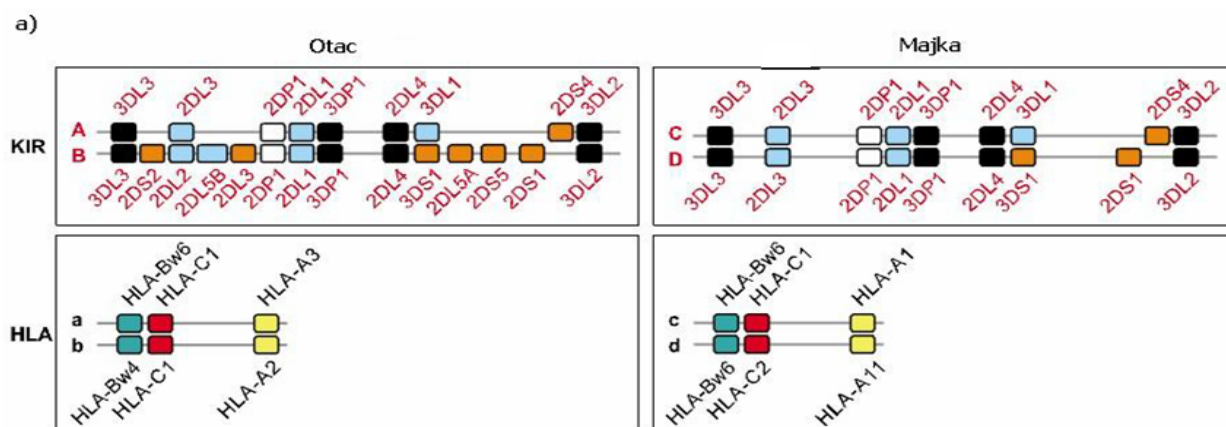 a)
Otac
Majka
3DL3 2DL3 2DP1 2DL1 3DP1 2DL4 3DL1 2DS4 3DL2
KIR
A
B
3DL3 2DS2 2DL2 2DL5B 2DL3 2DP1 2DL1 3DP1 2DL4 3DS1 2DL5A 2DS5 2DS1 3DL2
3DL3 2DL3 2DP1 2DL1 3DP1 2DL4 3DL1 2DS4 3DL2
C
D
3DL3 2DL3 2DP1 2DL1 3DP1 2DL4 3DS1 2DS1 3DL2
HLA-Bw6 HLA-C1 HLA-A3
HLA
a
b
HLA-Bw4 HLA-C1 HLA-A2
HLA-Bw6 HLA-C1 HLA-A1
c
d
HLA-Bw6 HLA-C2 HLA-A11